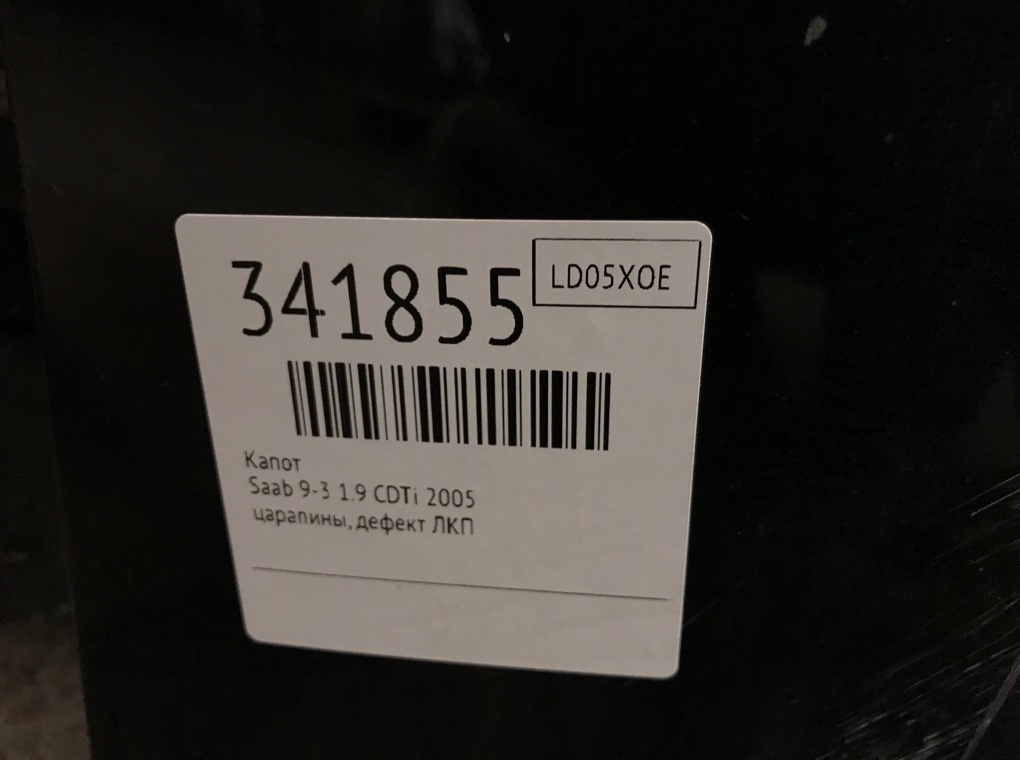 341855
LD05XOE
Капот
Saab 9-3 1.9 CDTi 2005
царапины, дефект ЛКП